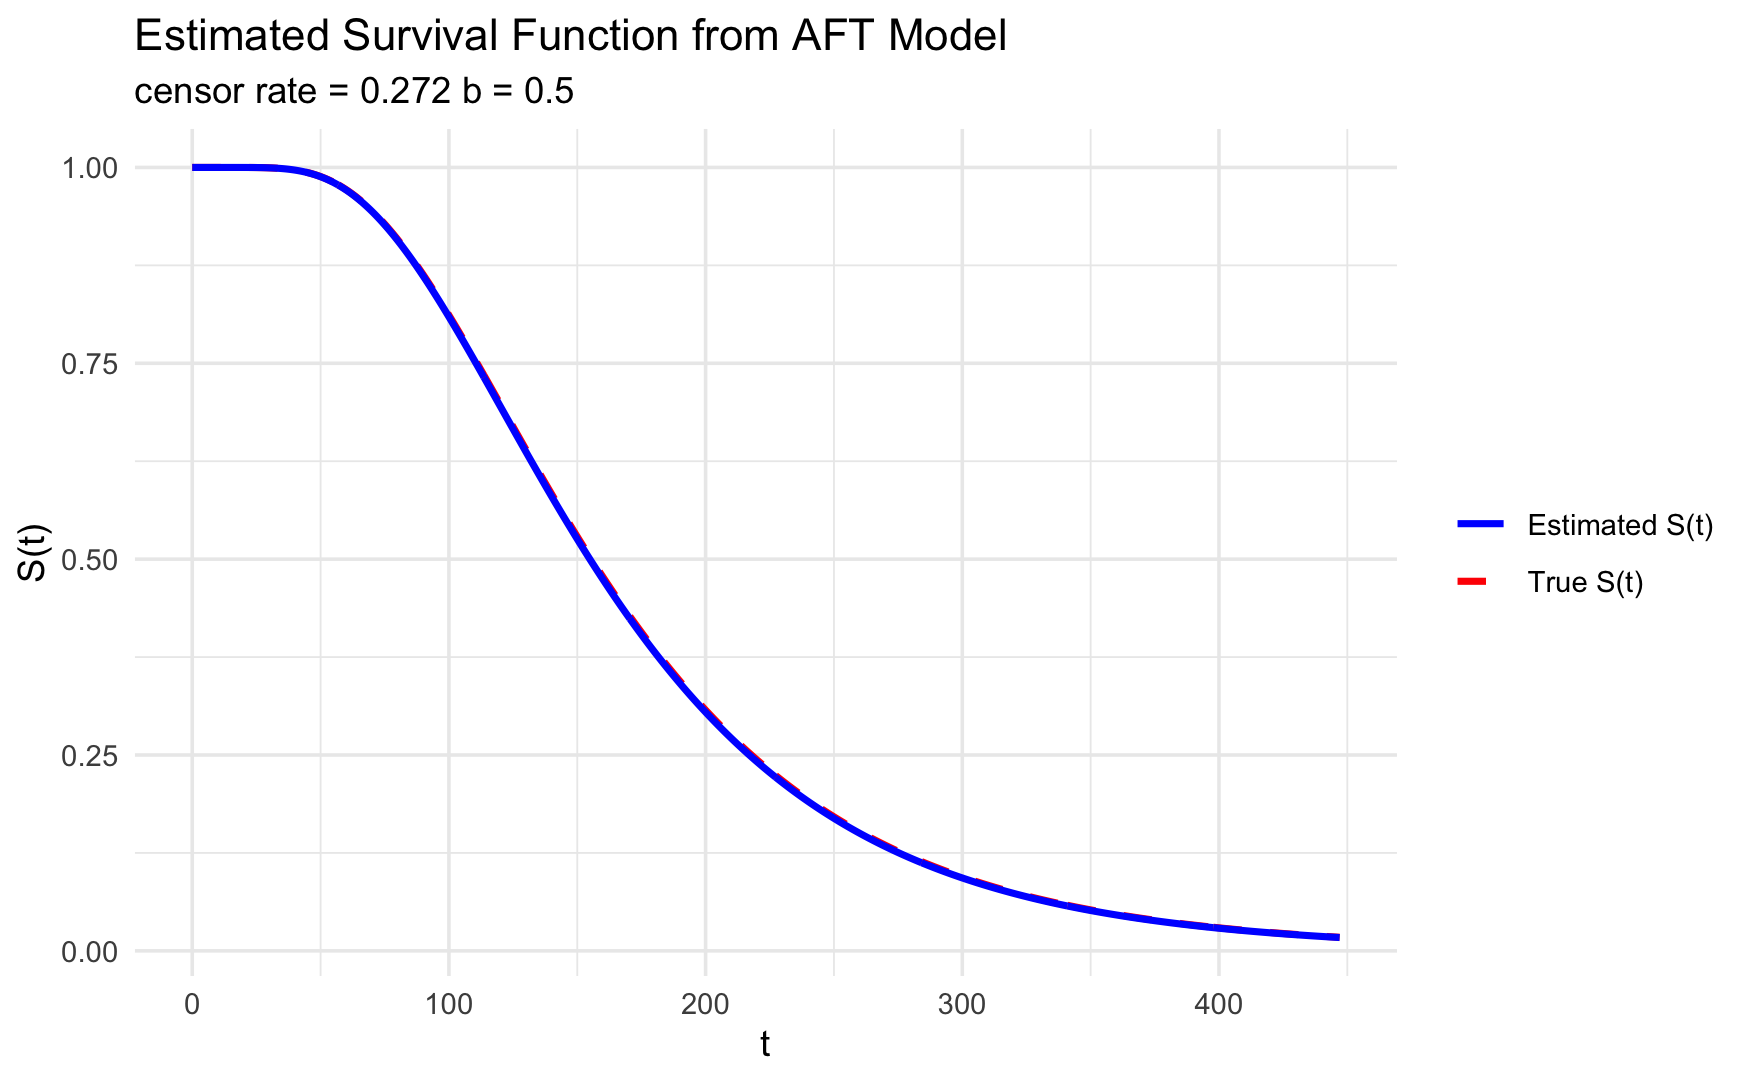 Estimated Survival Function from AFT Model
censor rate = 0.272 b = 0.5
1.00
0.75
0.50
0.25
0.00
S(t)
0 100 200 300 400
t
Estimated S(t)
True S(t)